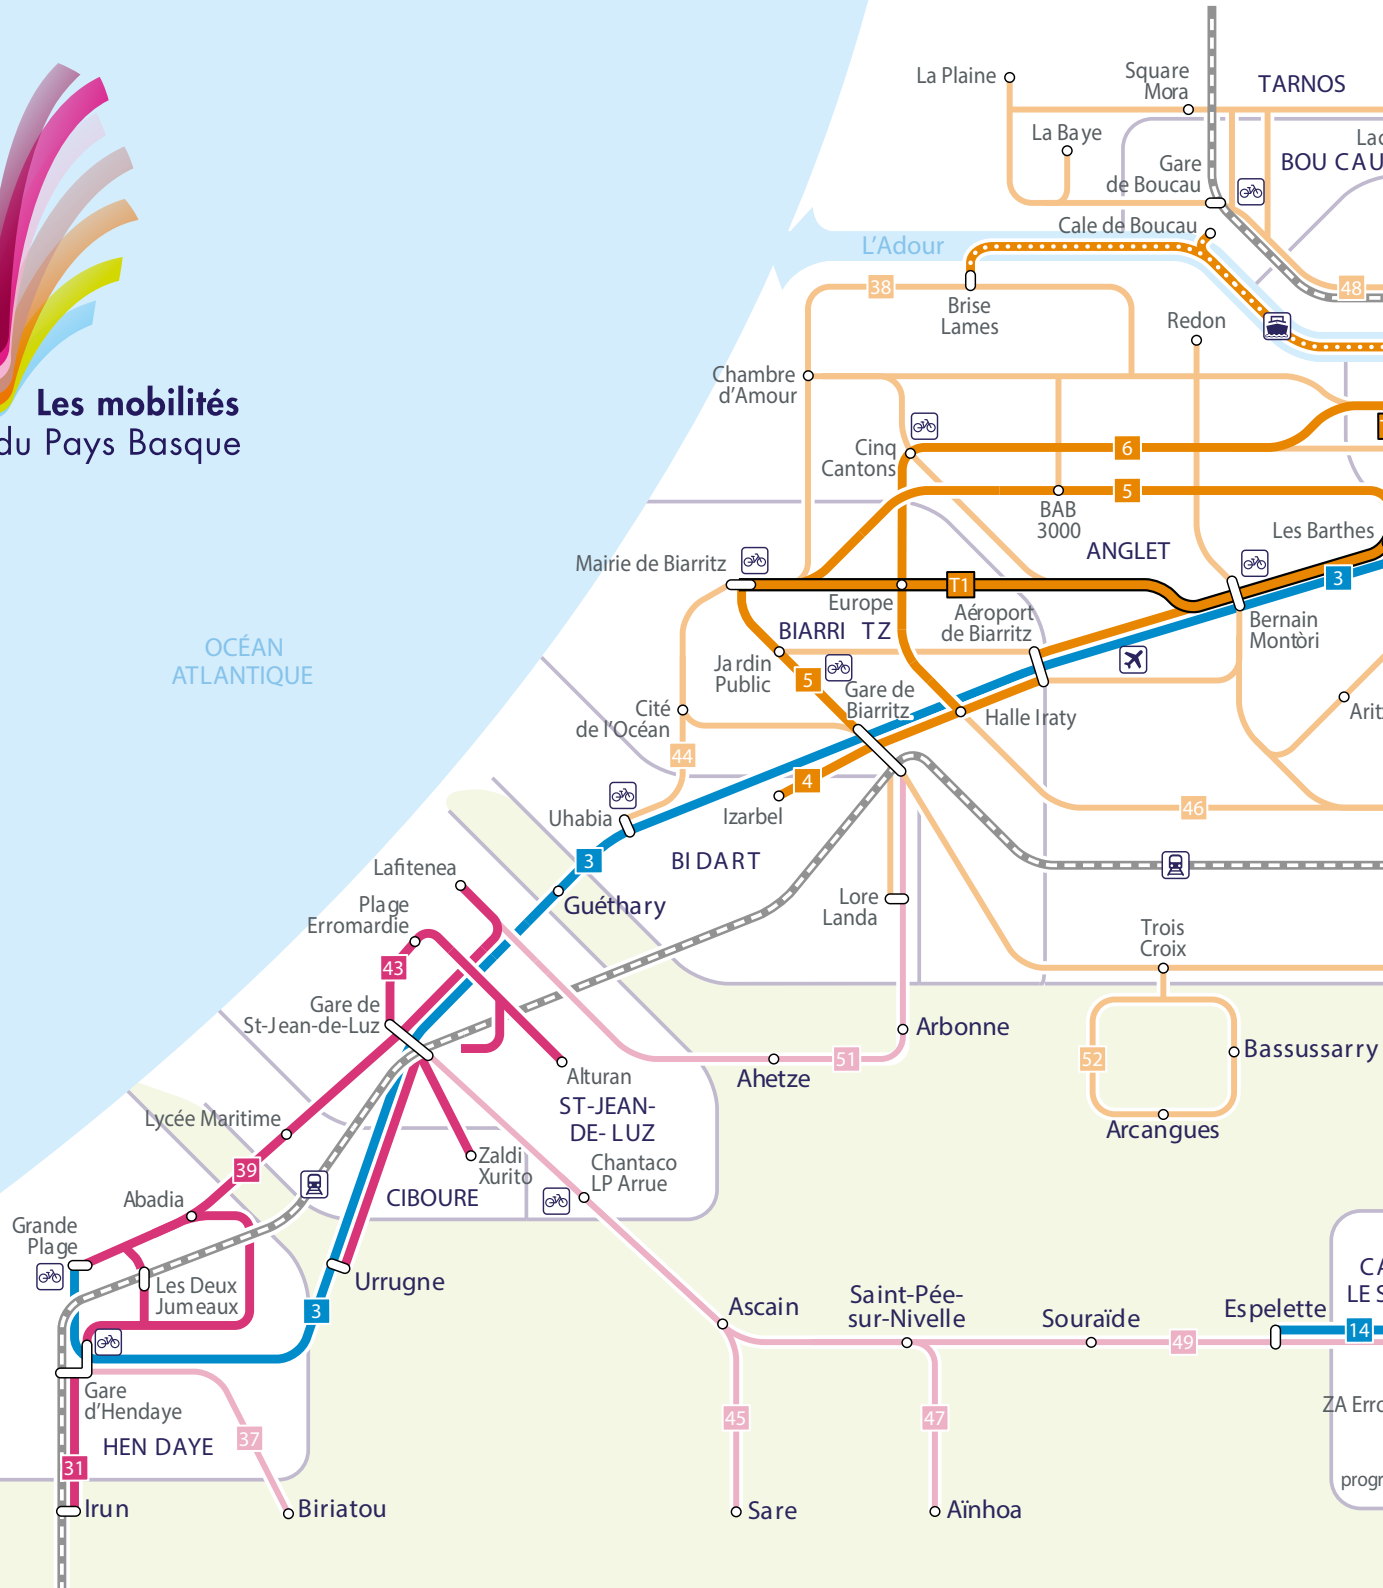 La Plaine
Square
Mora
TARNOS
La Baye
BOU CAU
Gare
de Boucau
Cale de Boucau
L'Adour
38
48
Brise
Lames
Redon
Les mobilités
du Pays Basque
Chambre
d'Amour
Cinq
Cantons
6
5
BAB
3000
ANGLET
Les Barthes
Mairie de Biarritz
T1
3
Europe
Aéroport
de Biarritz
Bernain
Montòri
BIARRI TZ
OCÉAN
ATLANTIQUE
Jardin
Public
5
Gare de
Biarritz
Halle Iraty
Cité
de l'Océan
44
4
Izarbel
46
Uhabia
3
BIDART
Lafitenea
Guéthary
Plage
Erromardie
Lore
Landa
Trois
Croix
43
Gare de
St-Jean-de-Luz
Arbonne
51
Ahetze
52
Bassussarry
Alturan
ST-JEAN-
DE- LUZ
Arcangues
Lycée Maritime
39
Zaldi
Xurito
Chantaco
LP Arrue
CIBOURE
Abadia
Grande
Plage
Les Deux
Jumeaux
Urrugne
3
Ascain
Saint-Pée-
sur-Nivelle
Souraïde
Espelette
49
14
Gare
d'Hendaye
HEN DAYE
37
45
47
31
Irun
Biriatou
Sare
Aïnhoa